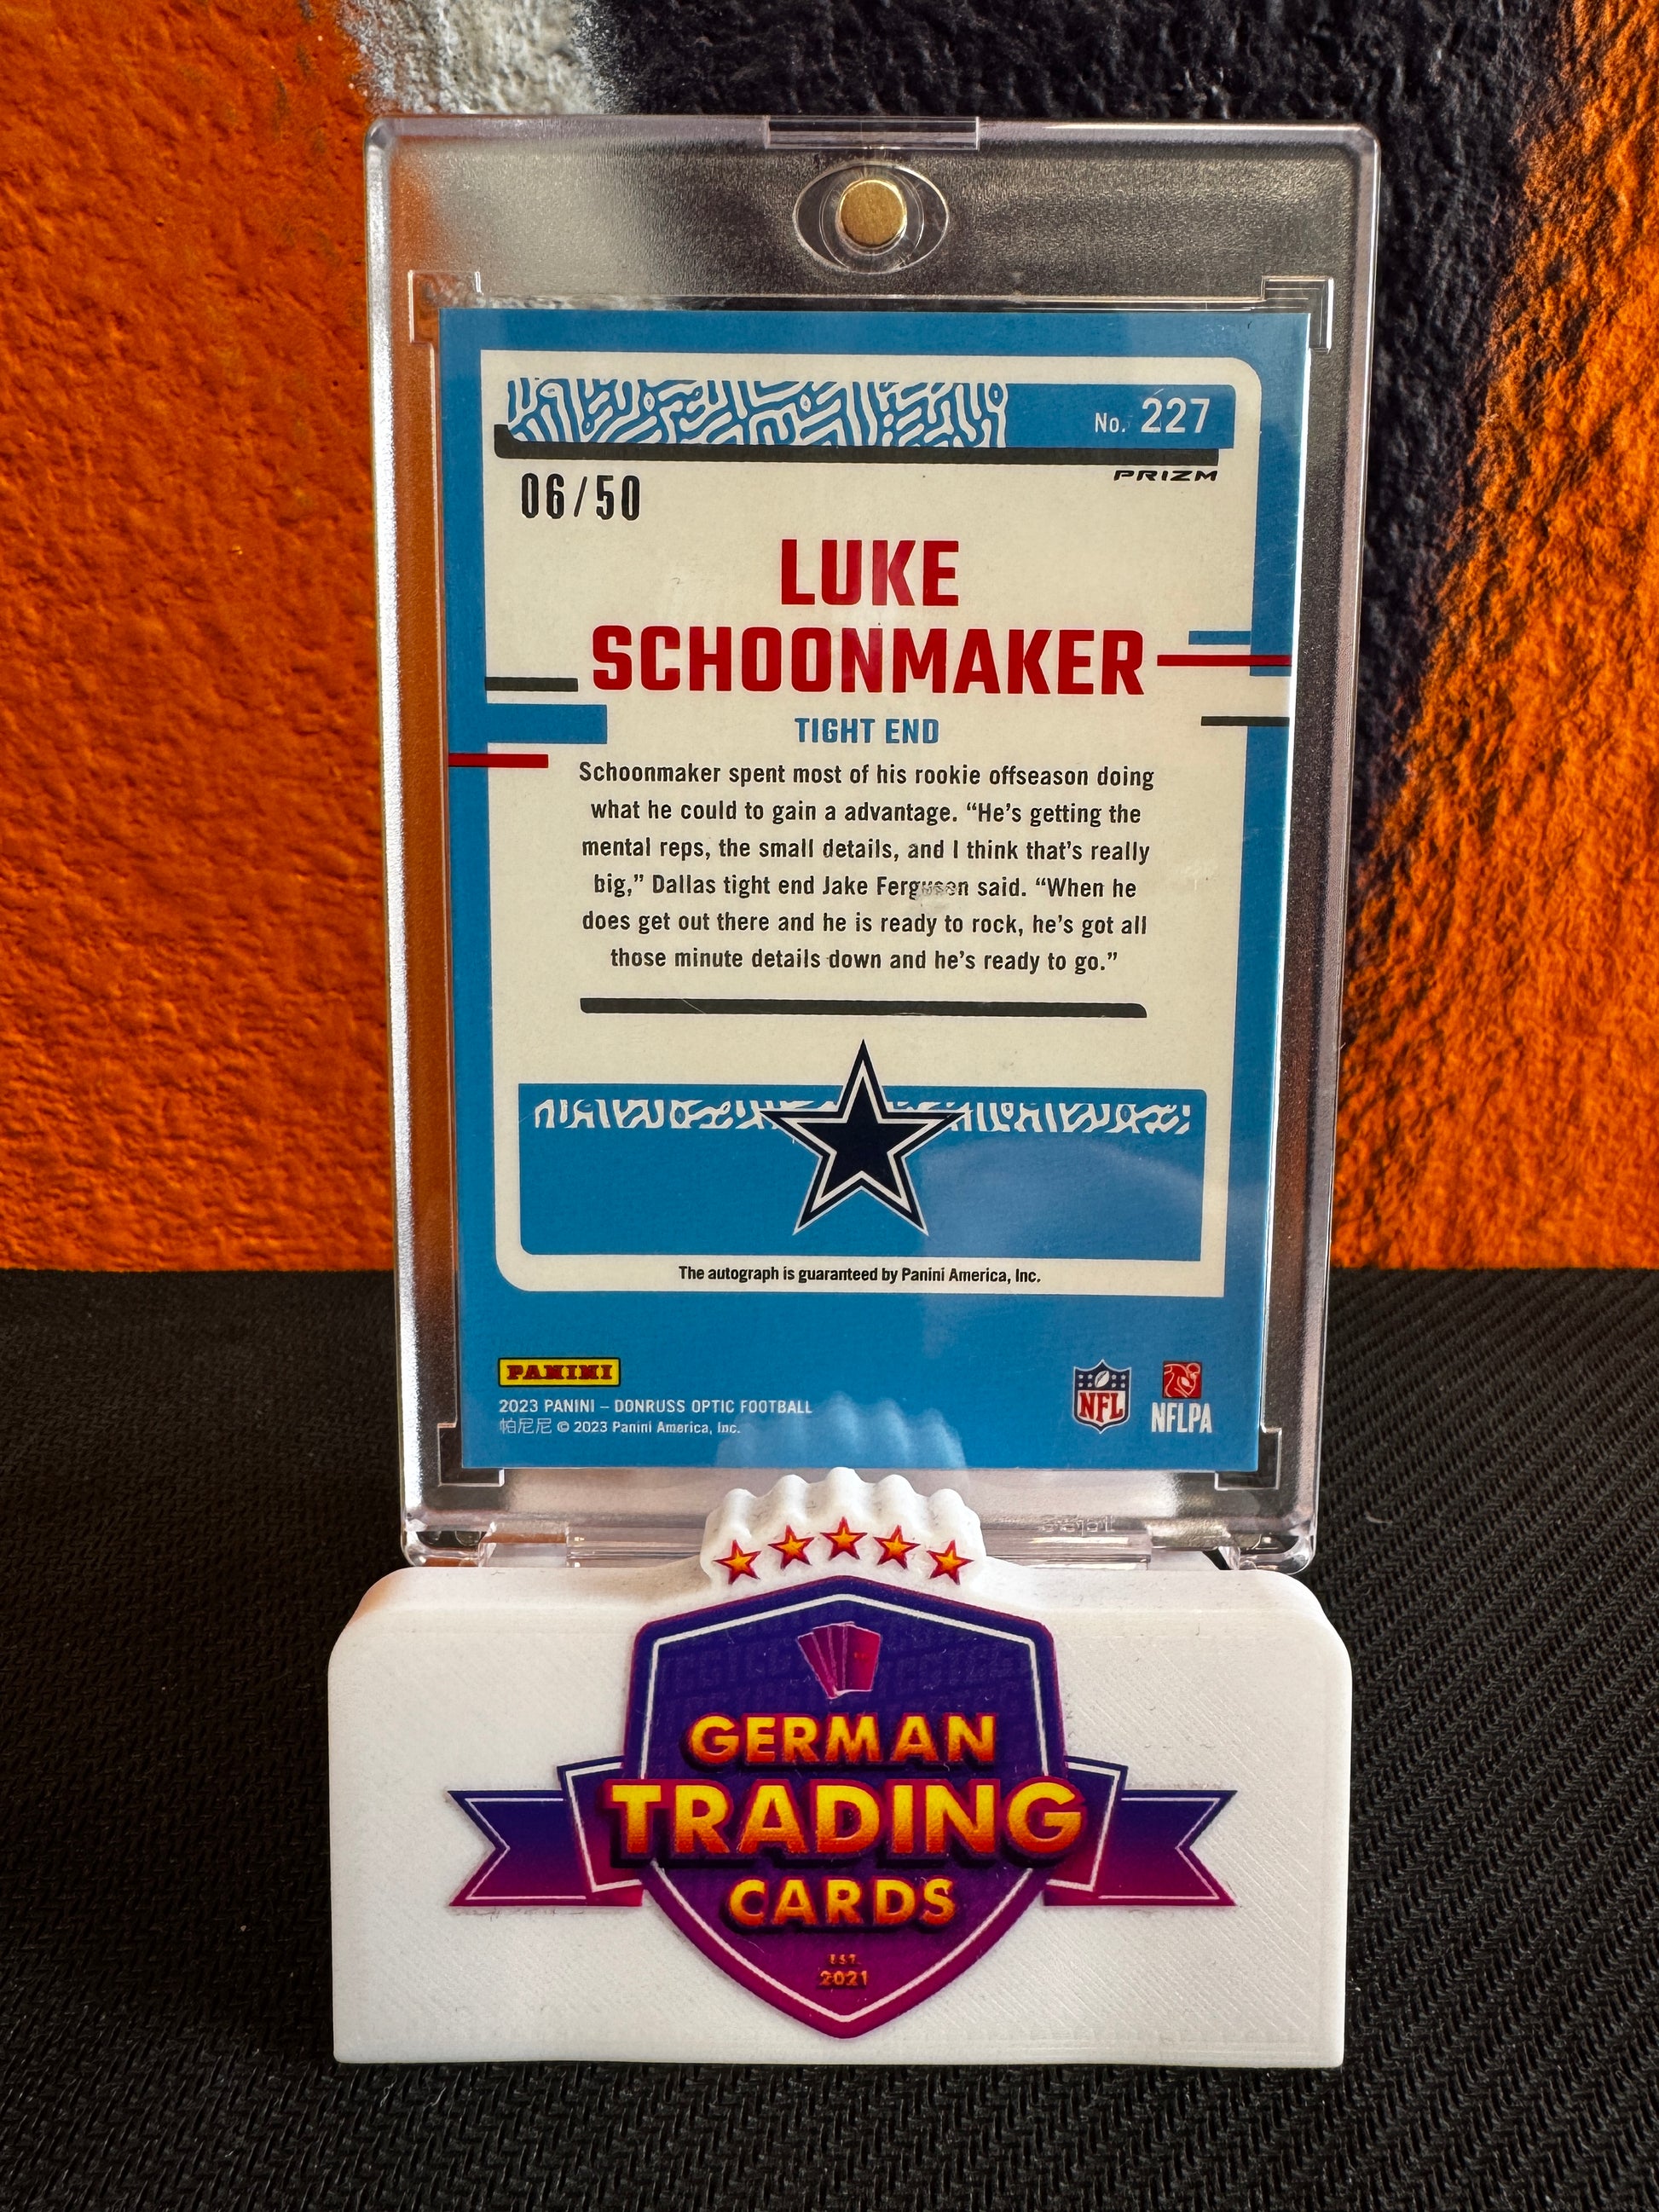 No. 227
PRIZM
06/50
LUKE
SCHOONMAKER
TIGHT END
Schoonmaker spent most of his rookie offseason doing
what he could to gain a advantage. “He’s getting the
mental reps, the small details, and I think that’s really
big,” Dallas tight end Jake Ferguson said. “When he
does get out there and he is ready to rock, he’s got all
those minute details down and he’s ready to go.”
The autograph is guaranteed by Panini America, Inc.
PANINI
2023 PANINI – DONRUSS OPTIC FOOTBALL
帕尼尼 © 2023 Panini America, Inc.
NFL
NFLPA
GERMAN
TRADING
CARDS
EST.
2021